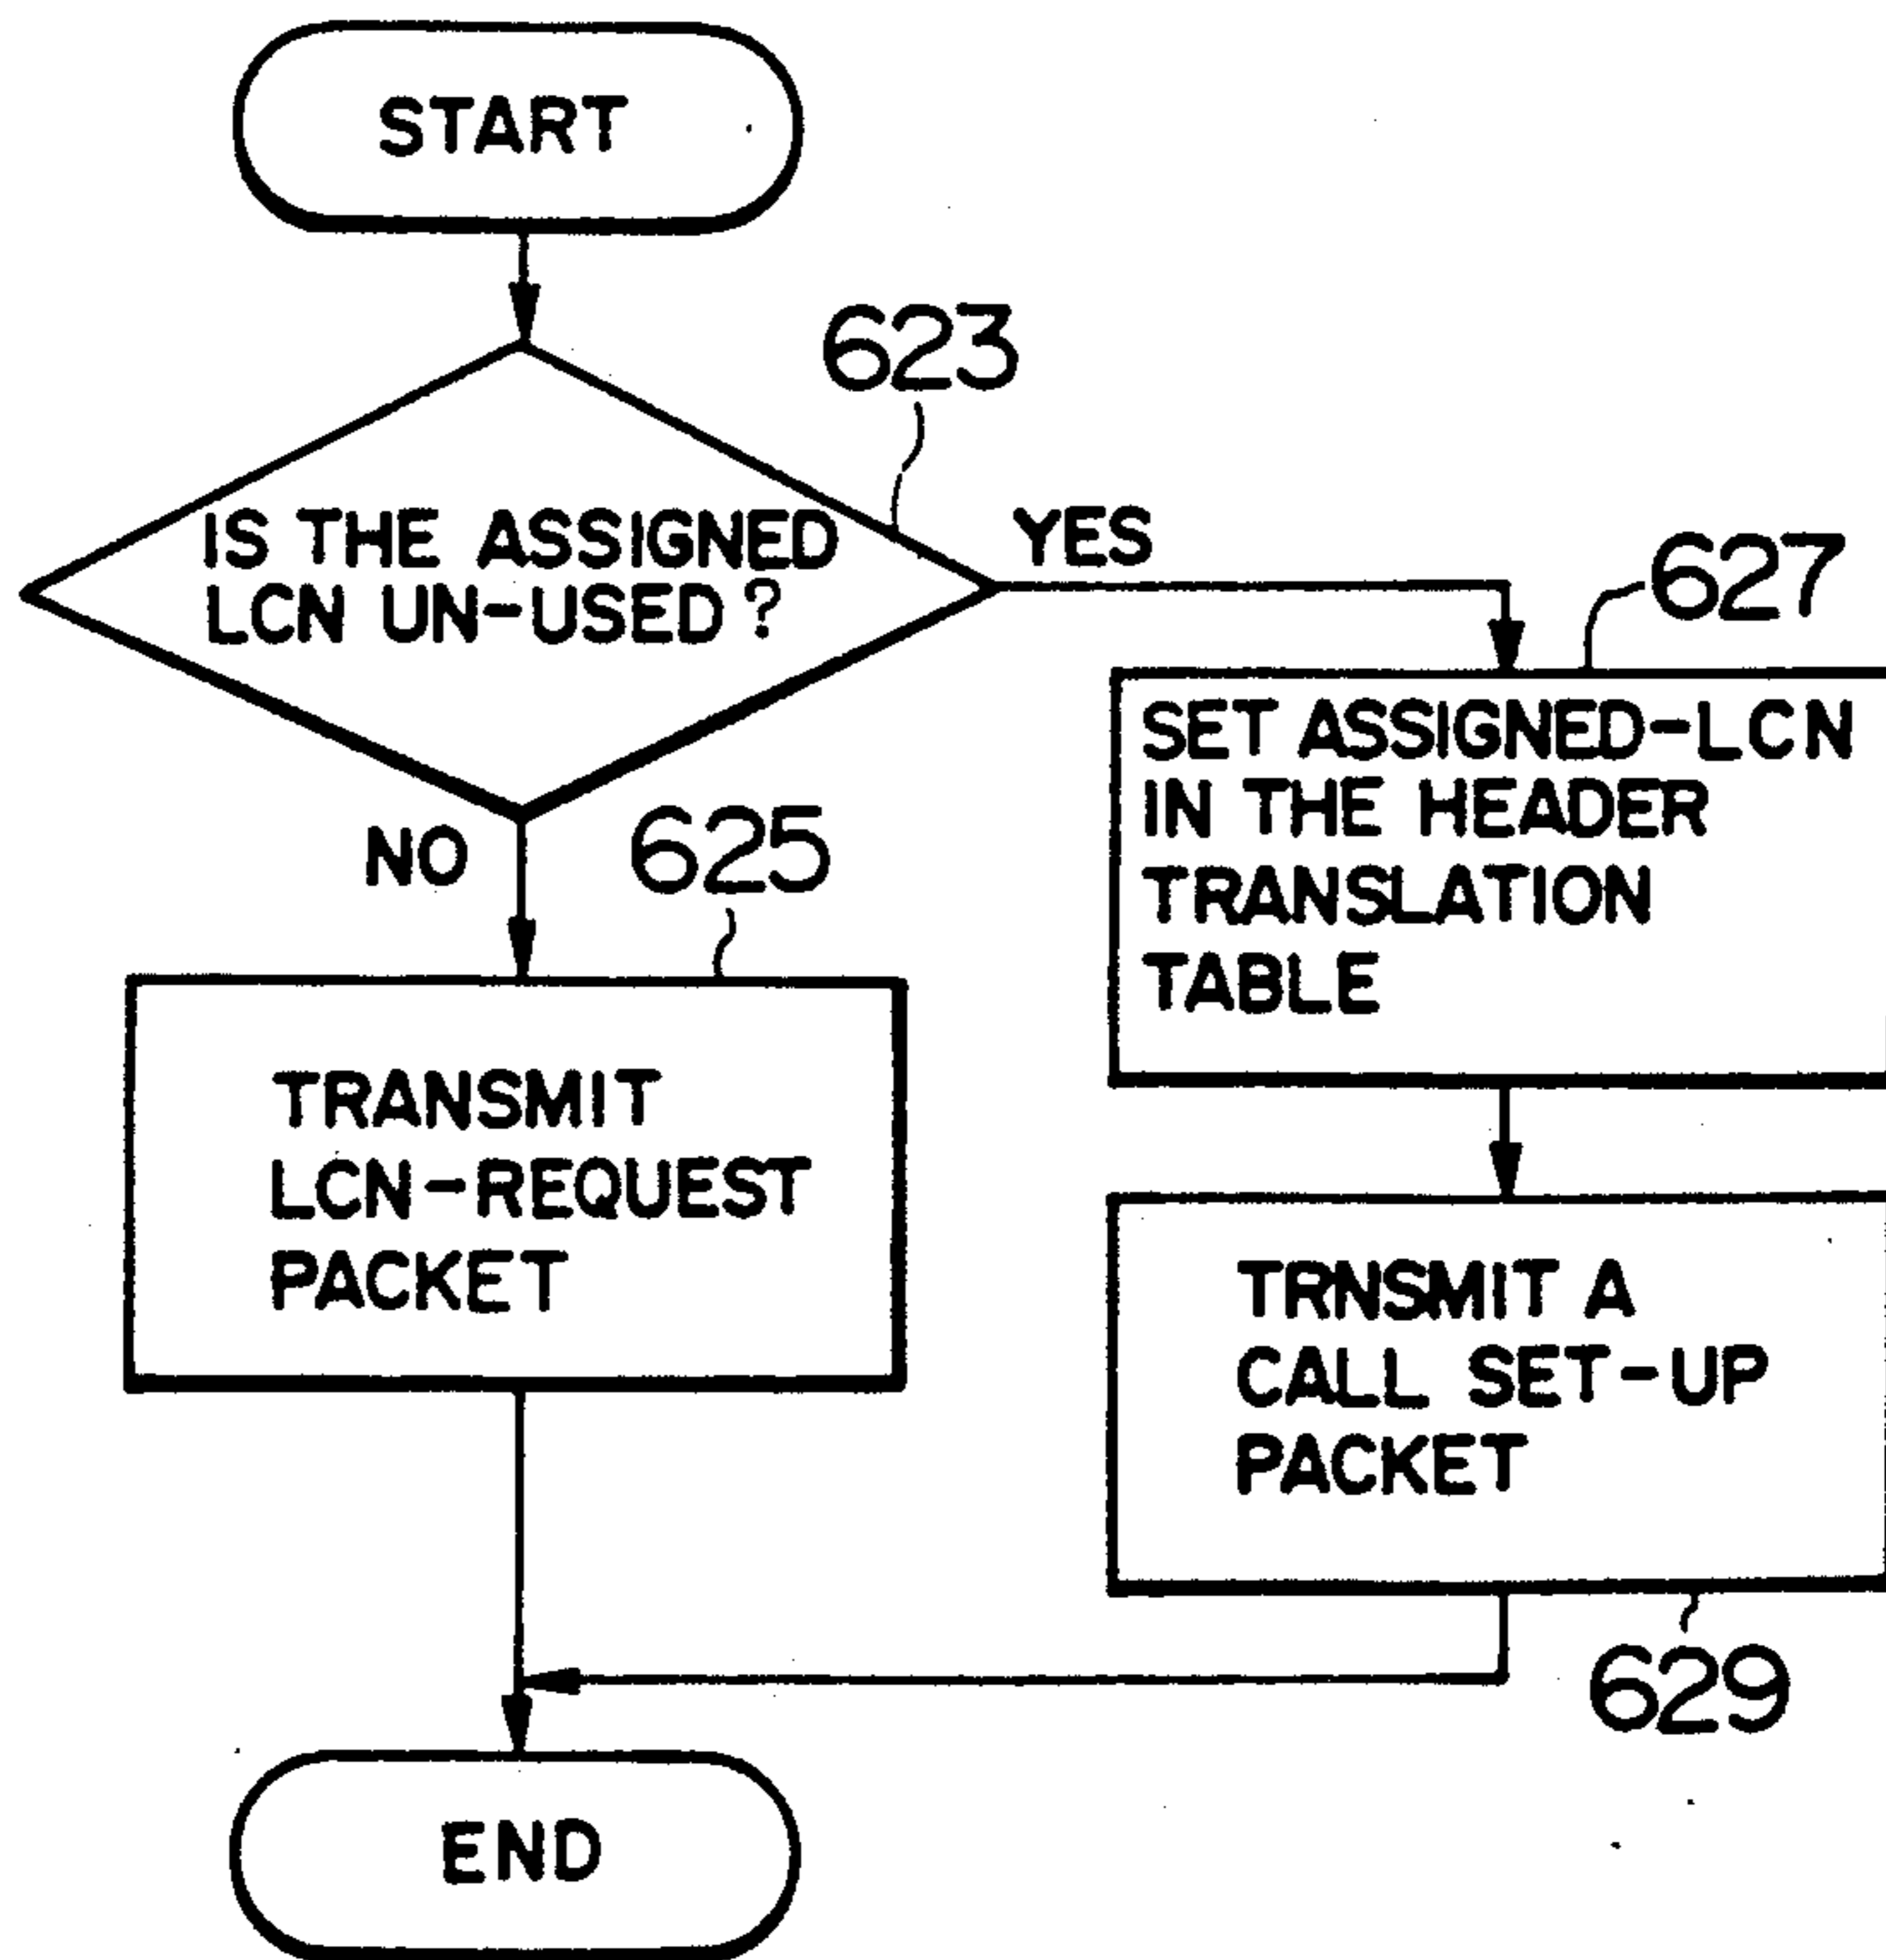 START
623
IS THE ASSIGNED
LCN UN-USED?
YES
627
SET ASSIGNED-LCN
IN THE HEADER
TRANSLATION
TABLE
NO
625
TRANSMIT
LCN-REQUEST
PACKET
TRNSMIT A
CALL SET-UP
PACKET
629
END